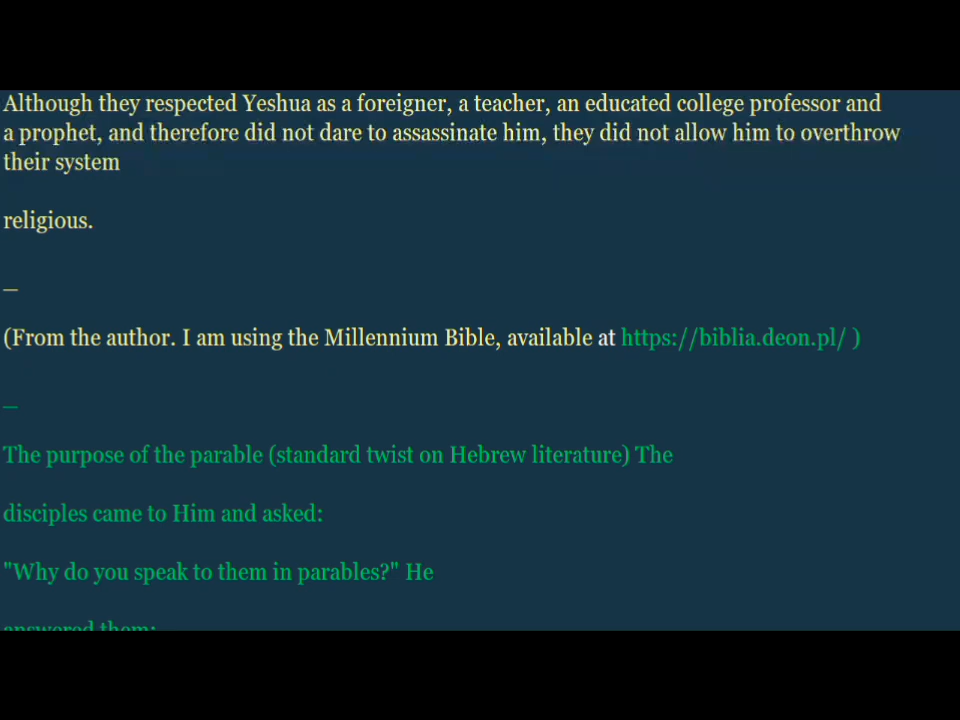 Although they respected Yeshua as a foreigner, a teacher, an educated college professor and
a prophet, and therefore did not dare to assassinate him, they did not allow him to overthrow
their system
religious.
_
(From the author. I am using the Millennium Bible, available at https://biblia.deon.pl/ )
_
The purpose of the parable (standard twist on Hebrew literature) The
disciples came to Him and asked:
"Why do you speak to them in parables?" He
answered them: